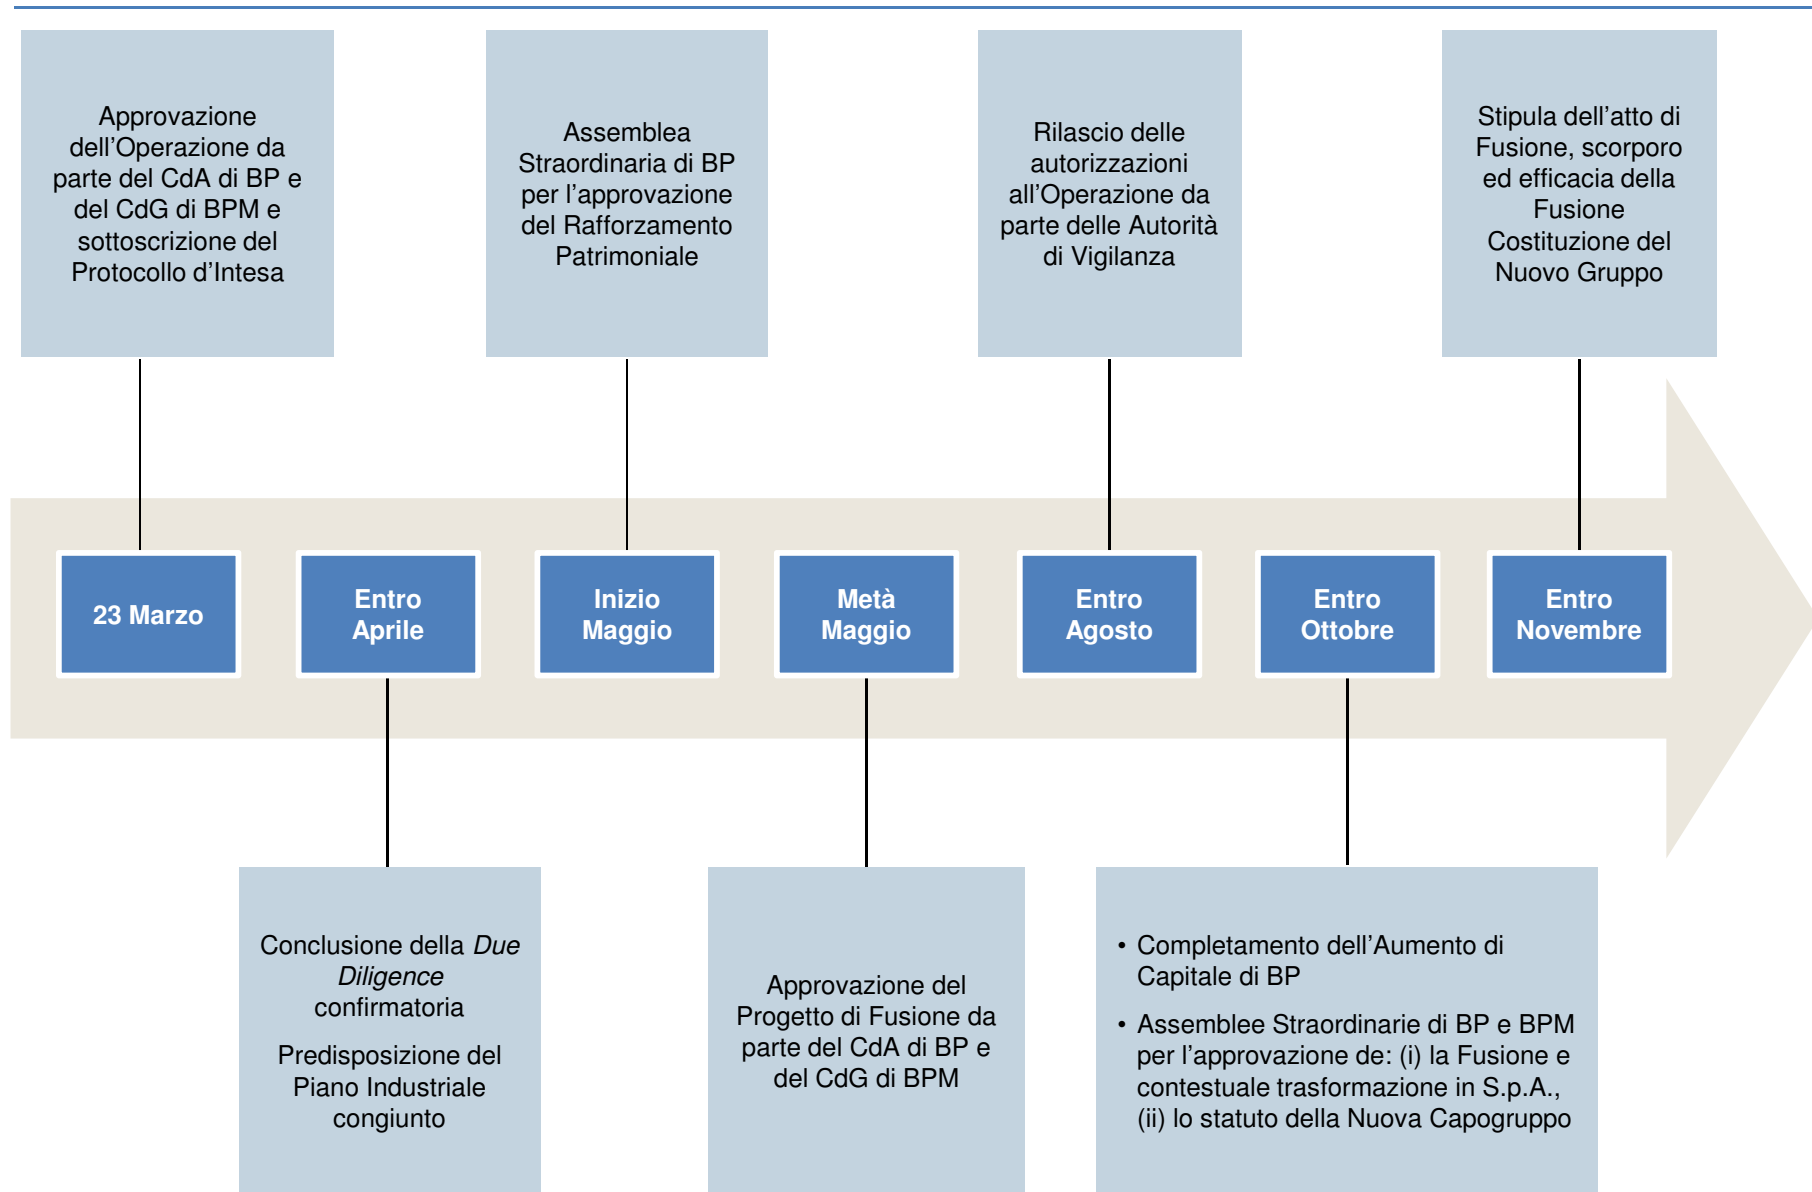 Approvazione
dell’Operazione da
parte del CdA di BP e
del CdG di BPM e
sottoscrizione del
Protocollo d’Intesa
Assemblea
Straordinaria di BP
per l’approvazione
del Rafforzamento
Patrimoniale
Rilascio delle
autorizzazioni
all’Operazione da
parte delle Autorità
di Vigilanza
Stipula dell’atto di
Fusione, scorporo
ed efficacia della
Fusione
Costituzione del
Nuovo Gruppo
23 Marzo
Entro
Aprile
Inizio
Maggio
Metà
Maggio
Entro
Agosto
Entro
Ottobre
Entro
Novembre
Conclusione della Due
Diligence
confirmatoria
Predisposizione del
Piano Industriale
congiunto
Approvazione del
Progetto di Fusione da
parte del CdA di BP e
del CdG di BPM
• Completamento dell’Aumento di
Capitale di BP
• Assemblee Straordinarie di BP e BPM
per l’approvazione de: (i) la Fusione e
contestuale trasformazione in S.p.A.,
(ii) lo statuto della Nuova Capogruppo